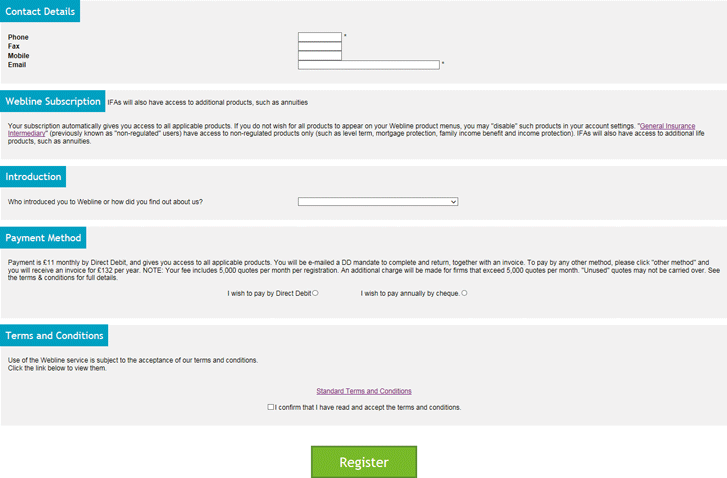 Contact Details
Phone *
Fax
Mobile
Email *
Webline Subscription IFAs will also have access to additional products, such as annuities
Your subscription automatically gives you access to all applicable products. If you do not wish for all products to appear on your Webline product menus, you may "disable" such products in your account settings. "General Insurance
Intermediary" (previously known as "non-regulated" users) have access to non-regulated products only (such as level term, mortgage protection, family income benefit and income protection). IFAs will also have access to additional life
products, such as annuities.
Introduction
Who introduced you to Webline or how did you find out about us?
Payment Method
Payment is £11 monthly by Direct Debit, and gives you access to all applicable products. You will be e-mailed a DD mandate to complete and return, together with an invoice. To pay by any other method, please click "other method" and
you will receive an invoice for £132 per year. NOTE: Your fee includes 5,000 quotes per month per registration. An additional charge will be made for firms that exceed 5,000 quotes per month. "Unused" quotes may not be carried over. See
the terms & conditions for full details.
I wish to pay by Direct Debit I wish to pay annually by cheque.
Terms and Conditions
Use of the Webline service is subject to the acceptance of our terms and conditions.
Click the link below to view them.
Standard Terms and Conditions
I confirm that I have read and accept the terms and conditions.
Register